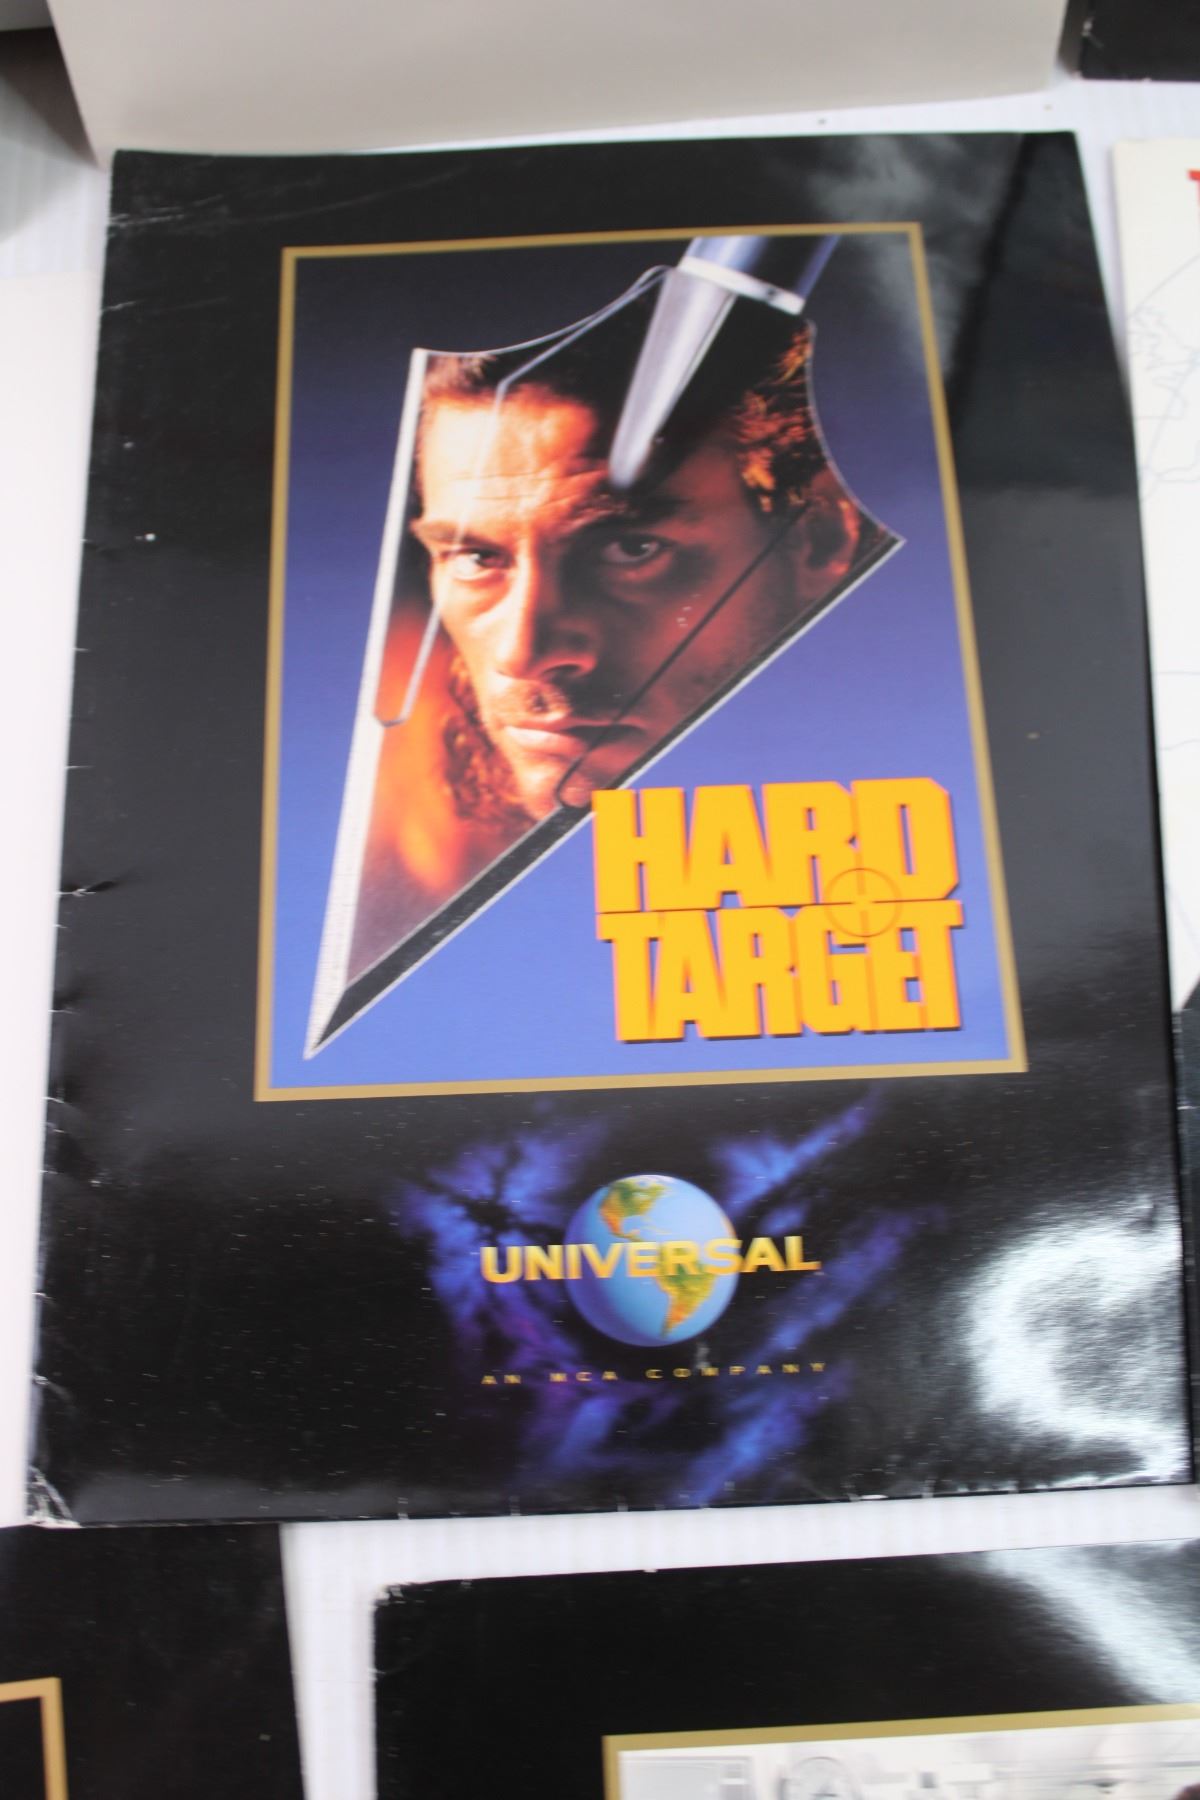 HARD
TARGET
UNIVERSAL
AN MCA COMPANY